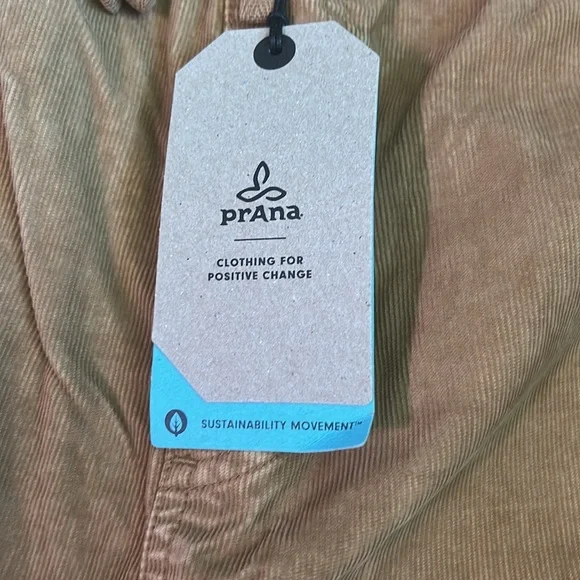 prAna
CLOTHING FOR
POSITIVE CHANGE
SUSTAINABILITY MOVEMENT™